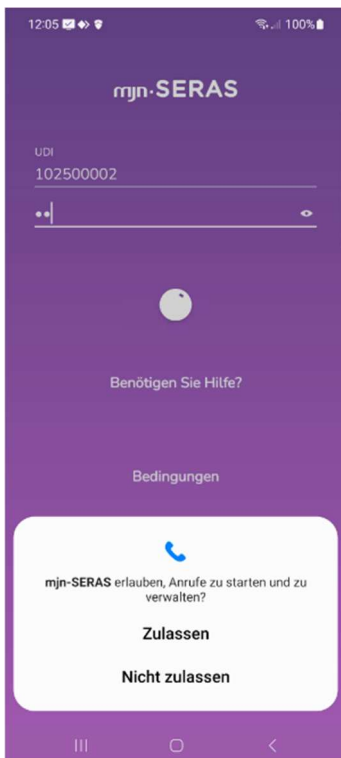 12:05 100%
mjn·SERAS
UDI
102500002
••
Benötigen Sie Hilfe?
Bedingungen
mjn-SERAS erlauben, Anrufe zu starten und zu
verwalten?
Zulassen
Nicht zulassen